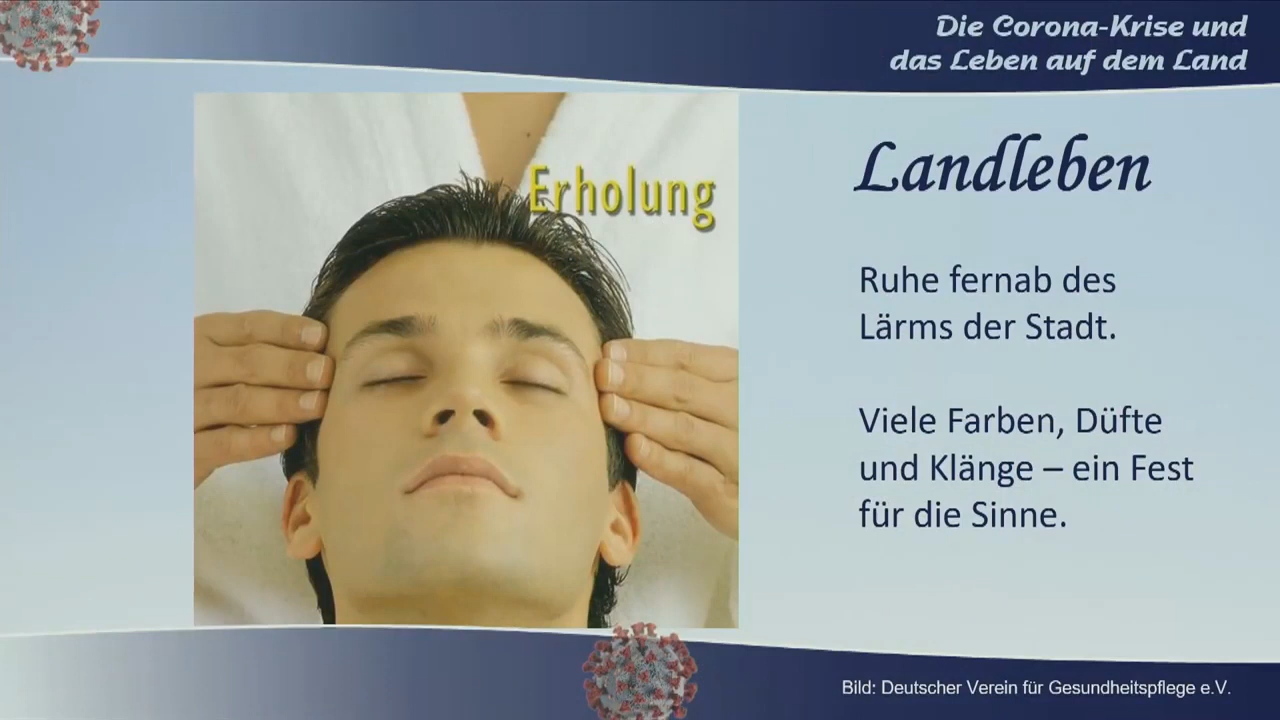 Die Corona-Krise und
das Leben auf dem Land
Erholung
Landleben
Ruhe fernab des
Lärms der Stadt.
Viele Farben, Düfte
und Klänge – ein Fest
für die Sinne.
Bild: Deutscher Verein für Gesundheitspflege e.V.